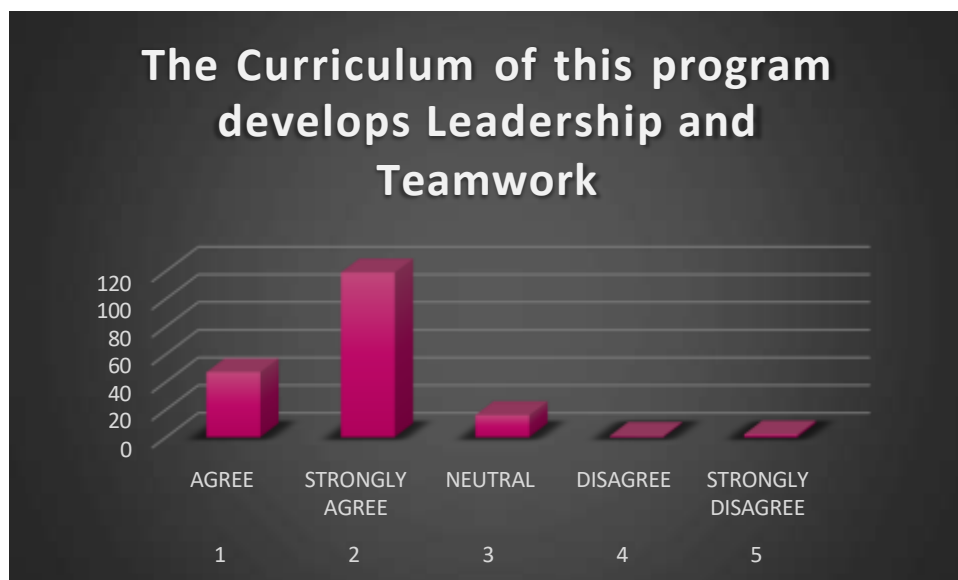 The Curriculum of this program
develops Leadership and
Teamwork
120
100
80
60
40
20
0
AGREE STRONGLY AGREE NEUTRAL DISAGREE STRONGLY DISAGREE
1 2 3 4 5